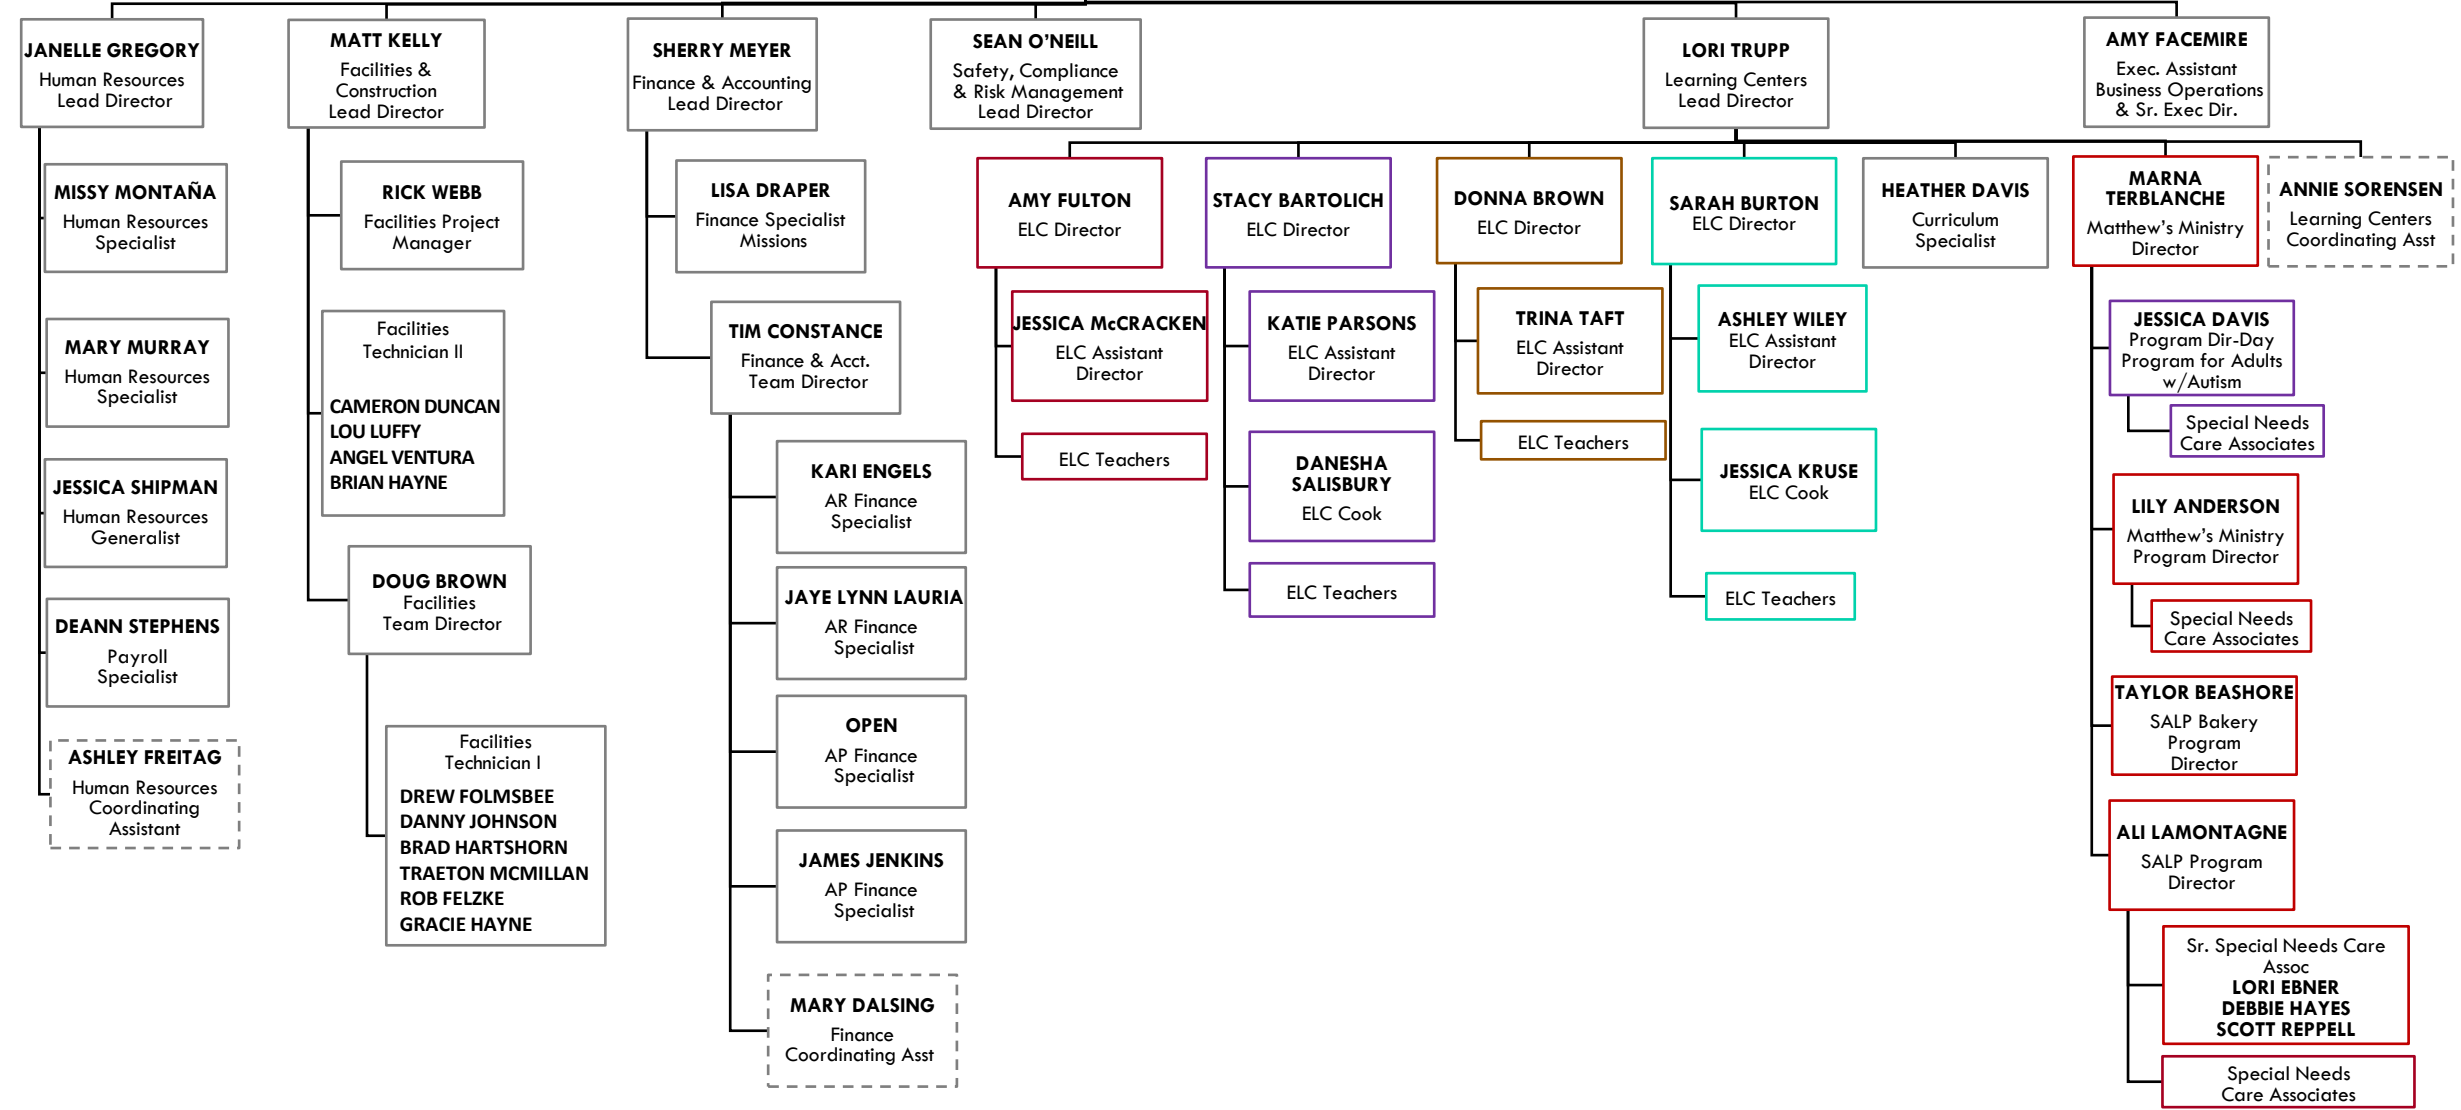 JANELLE GREGORY
Human Resources
Lead Director
MISSY MONTAÑA
Human Resources
Specialist
MARY MURRAY
Human Resources
Specialist
JESSICA SHIPMAN
Human Resources
Generalist
DEANN STEPHENS
Payroll
Specialist
ASHLEY FREITAG
Human Resources
Coordinating
Assistant
MATT KELLY
Facilities &
Construction
Lead Director
RICK WEBB
Facilities Project
Manager
Facilities
Technician II
CAMERON DUNCAN
LOU LUFFY
ANGEL VENTURA
BRIAN HAYNE
DOUG BROWN
Facilities
Team Director
Facilities
Technician I
DREW FOLMSBEE
DANNY JOHNSON
BRAD HARTSHORN
TRAETON MCMILLAN
ROB FELZKE
GRACIE HAYNE
SHERRY MEYER
Finance & Accounting
Lead Director
LISA DRAPER
Finance Specialist
Missions
TIM CONSTANCE
Finance & Acct.
Team Director
KARI ENGELS
AR Finance
Specialist
JAYE LYNN LAURIA
AR Finance
Specialist
OPEN
AP Finance
Specialist
JAMES JENKINS
AP Finance
Specialist
MARY DALSING
Finance
Coordinating Asst
SEAN O’NEILL
Safety, Compliance
& Risk Management
Lead Director
LORI TRUPP
Learning Centers
Lead Director
AMY FULTON
ELC Director
JESSICA McCRACKEN
ELC Assistant
Director
ELC Teachers
STACY BARTOLICH
ELC Director
KATIE PARSONS
ELC Assistant
Director
DANESHA
SALISBURY
ELC Cook
ELC Teachers
DONNA BROWN
ELC Director
TRINA TAFT
ELC Assistant
Director
ELC Teachers
SARAH BURTON
ELC Director
ASHLEY WILEY
ELC Assistant
Director
JESSICA KRUSE
ELC Cook
ELC Teachers
HEATHER DAVIS
Curriculum
Specialist
MARNA
TERBLANCHE
Matthew’s Ministry
Director
JESSICA DAVIS
Program Dir-Day
Program for Adults
w/Autism
Special Needs
Care Associates
LILY ANDERSON
Matthew’s Ministry
Program Director
Special Needs
Care Associates
TAYLOR BEASHORE
SALP Bakery
Program
Director
ALI LAMONTAGNE
SALP Program
Director
Sr. Special Needs Care
Assoc
LORI EBNER
DEBBIE HAYES
SCOTT REPPELL
Special Needs
Care Associates
ANNIE SORENSEN
Learning Centers
Coordinating Asst
AMY FACEMIRE
Exec. Assistant
Business Operations
& Sr. Exec Dir.